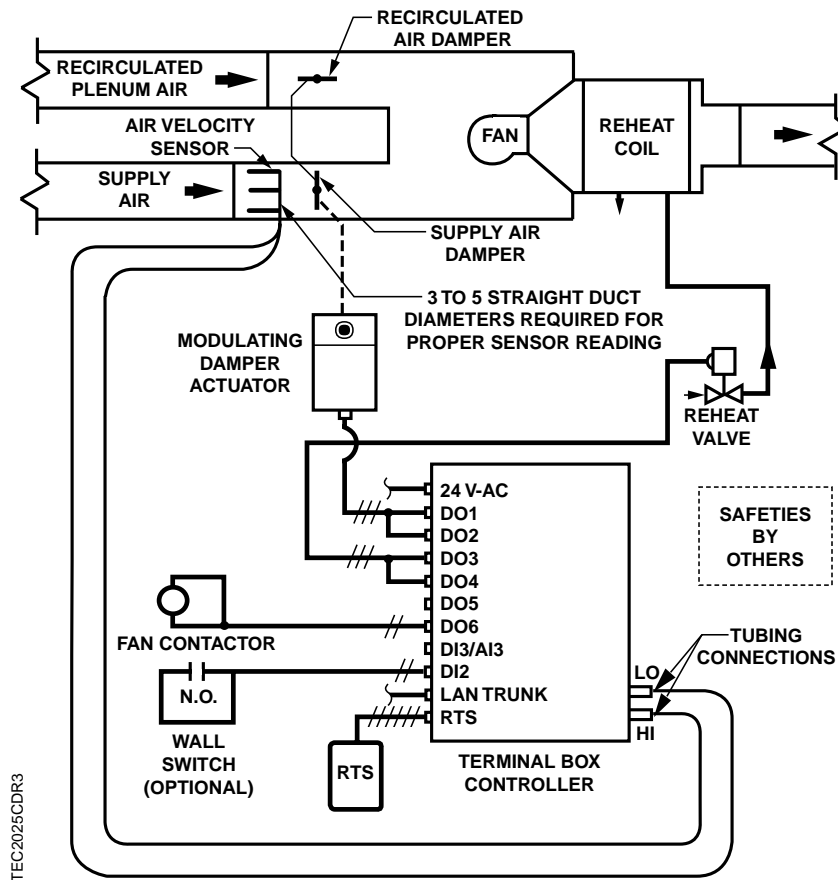 RECIRCULATED
AIR DAMPER
RECIRCULATED
PLENUM AIR
AIR VELOCITY
SENSOR
FAN
REHEAT
COIL
SUPPLY
AIR
SUPPLY AIR
DAMPER
3 TO 5 STRAIGHT DUCT
DIAMETERS REQUIRED FOR
PROPER SENSOR READING
MODULATING
DAMPER
ACTUATOR
REHEAT
VALVE
24 V-AC
DO1
DO2
DO3
DO4
DO5
DO6
DI3/AI3
DI2
LAN TRUNK
RTS
SAFETIES
BY
OTHERS
FAN CONTACTOR
TUBING
CONNECTIONS
LO
HI
N.O.
WALL
SWITCH
(OPTIONAL)
RTS
TERMINAL BOX
CONTROLLER
TEC2025CDR3